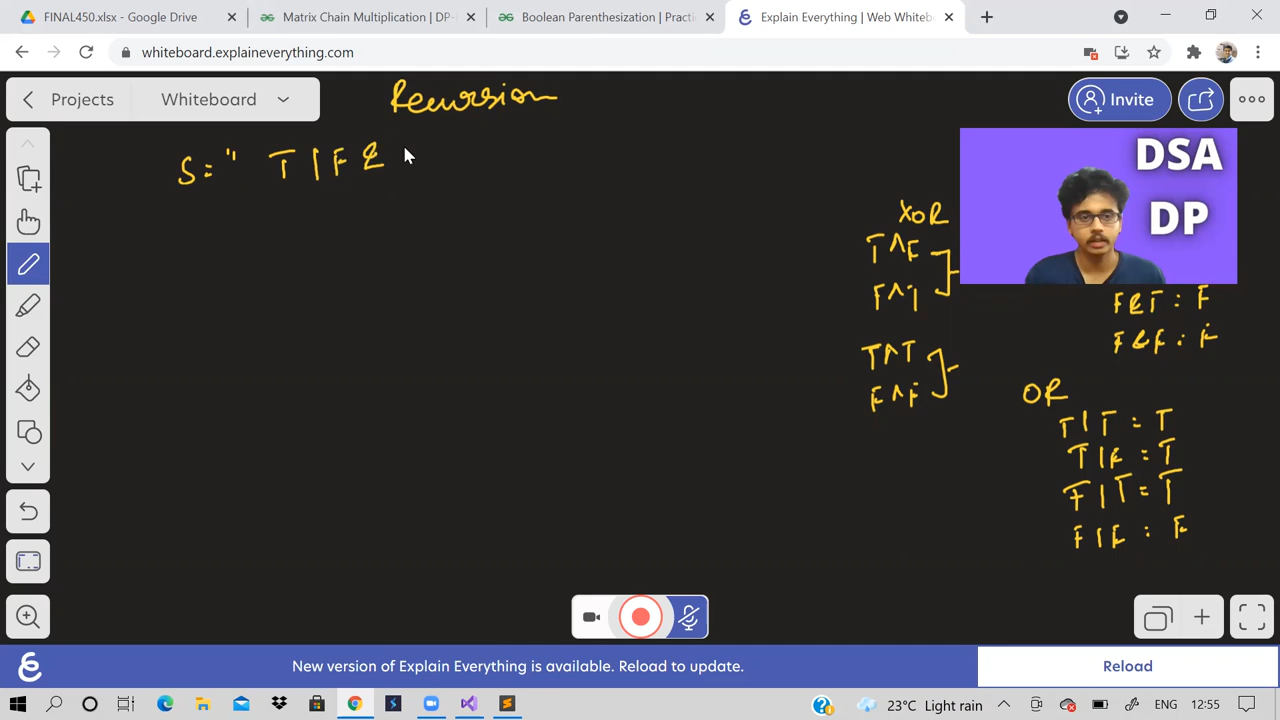 FINAL450.xlsx - Google Drive
Matrix Chain Multiplication | DP-
Boolean Parenthesization | Practi
Explain Everything | Web Whitebo
whiteboard.explaineverything.com
Projects
Whiteboard
Recursion
Invite
S = " T | F &
DSA
DP
XOR
T ^ F
F ^ T
T ^ T
F ^ F
F & T : F
F & F : F
OR
T | T = T
T | F = T
F | T = T
F | F : F
New version of Explain Everything is available. Reload to update.
Reload
23°C Light rain
ENG
12:55